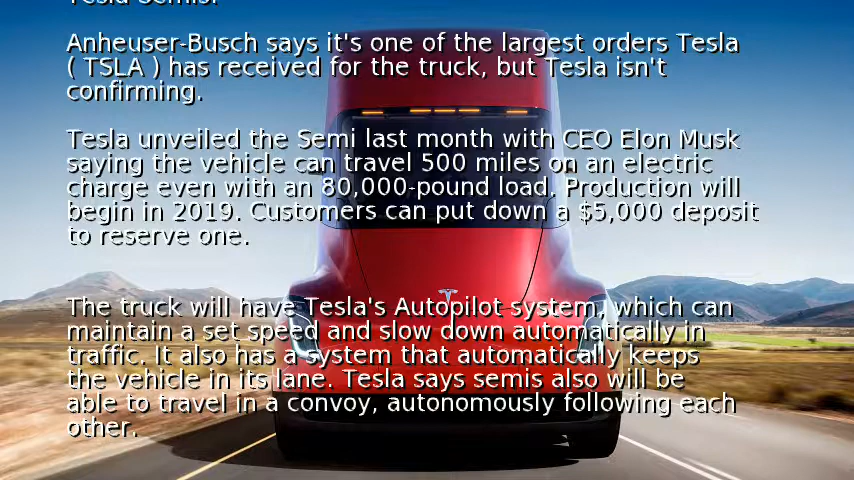 Tesla Semis.
Anheuser-Busch says it's one of the largest orders Tesla
( TSLA ) has received for the truck, but Tesla isn't
confirming.
Tesla unveiled the Semi last month with CEO Elon Musk
saying the vehicle can travel 500 miles on an electric
charge even with an 80,000-pound load. Production will
begin in 2019. Customers can put down a $5,000 deposit
to reserve one.
The truck will have Tesla's Autopilot system, which can
maintain a set speed and slow down automatically in
traffic. It also has a system that automatically keeps
the vehicle in its lane. Tesla says semis also will be
able to travel in a convoy, autonomously following each
other.